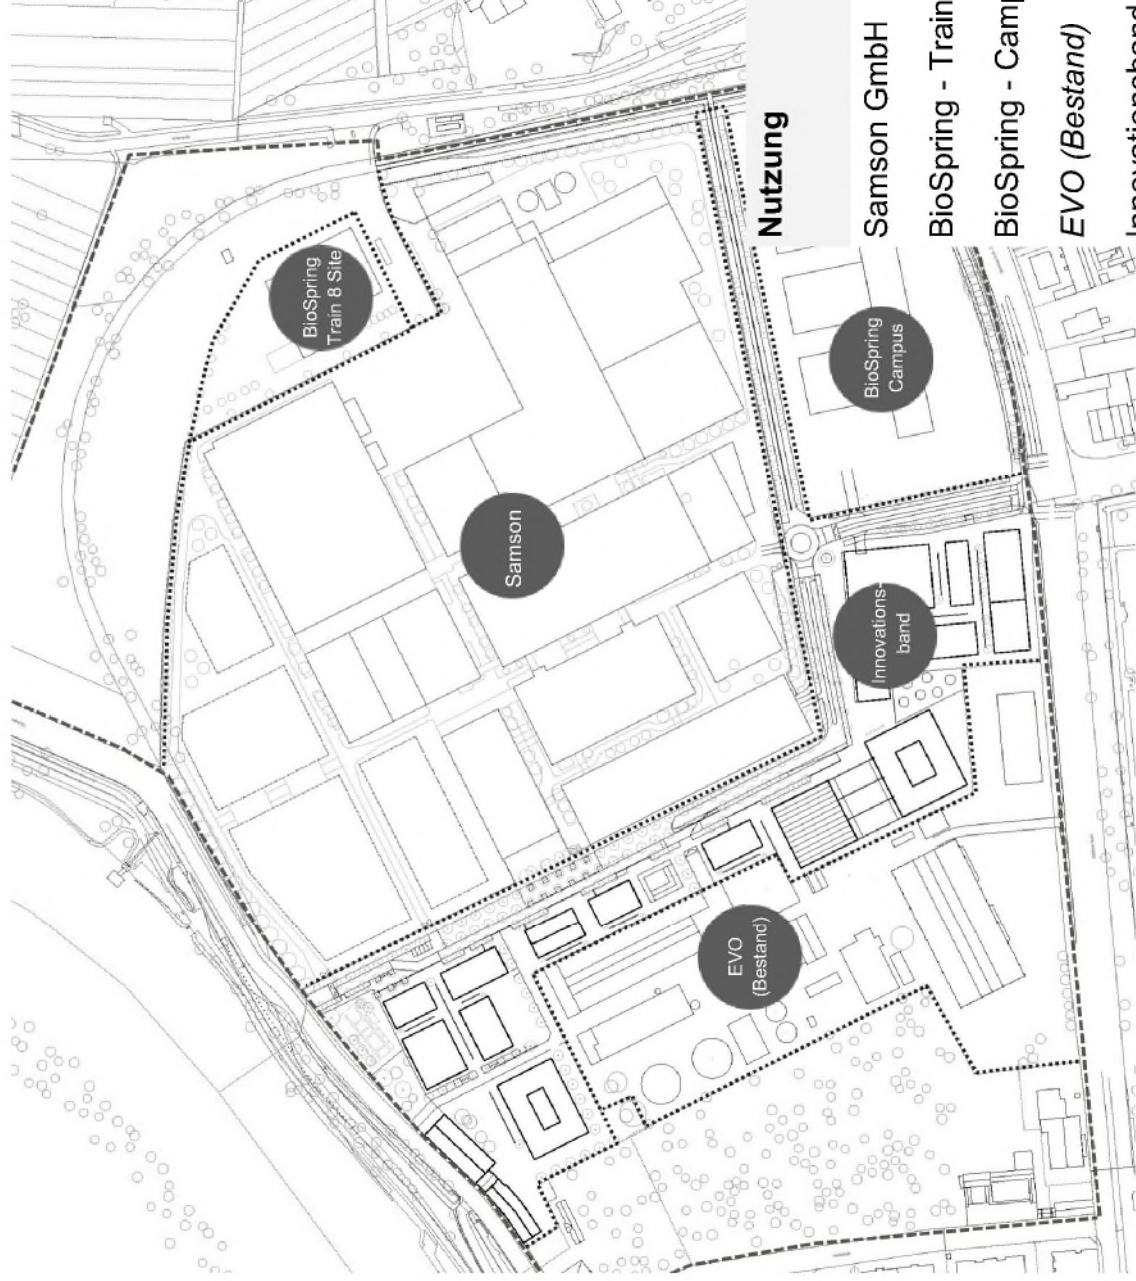 BioSpring
Train 8 Site
Samson
BioSpring
Campus
Innovations-
band
EVO
(Bestand)
Nutzung
Samson GmbH
BioSpring - Train
BioSpring - Camp
EVO (Bestand)
Innovationsband